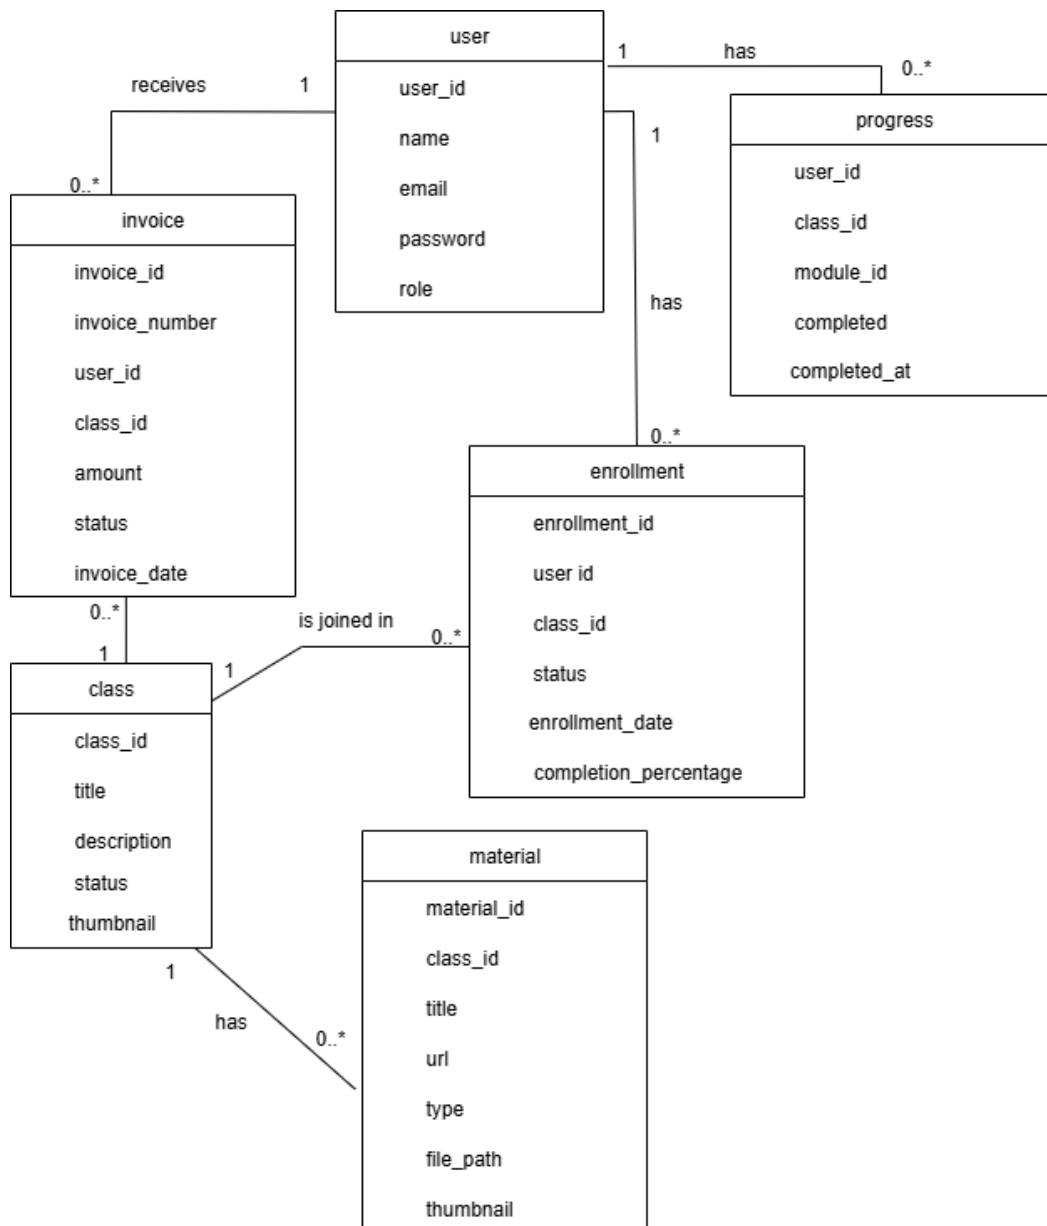 user
user_id
name
email
password
role
receives
1
0..*
1
has
0..*
progress
user_id
class_id
module_id
completed
completed_at
1
has
0..*
invoice
invoice_id
invoice_number
user_id
class_id
amount
status
invoice_date
0..*
1
enrollment
enrollment_id
user id
class_id
status
enrollment_date
completion_percentage
is joined in
0..*
1
class
class_id
title
description
status
thumbnail
1
has
0..*
material
material_id
class_id
title
url
type
file_path
thumbnail